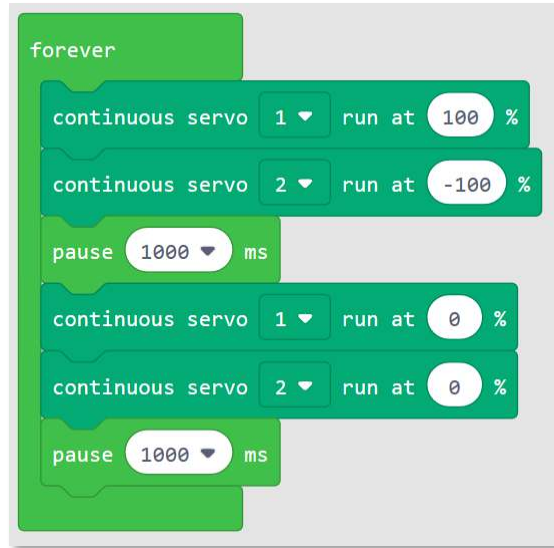 forever
continuous servo 1 run at 100 %
continuous servo 2 run at -100 %
pause 1000 ms
continuous servo 1 run at 0 %
continuous servo 2 run at 0 %
pause 1000 ms